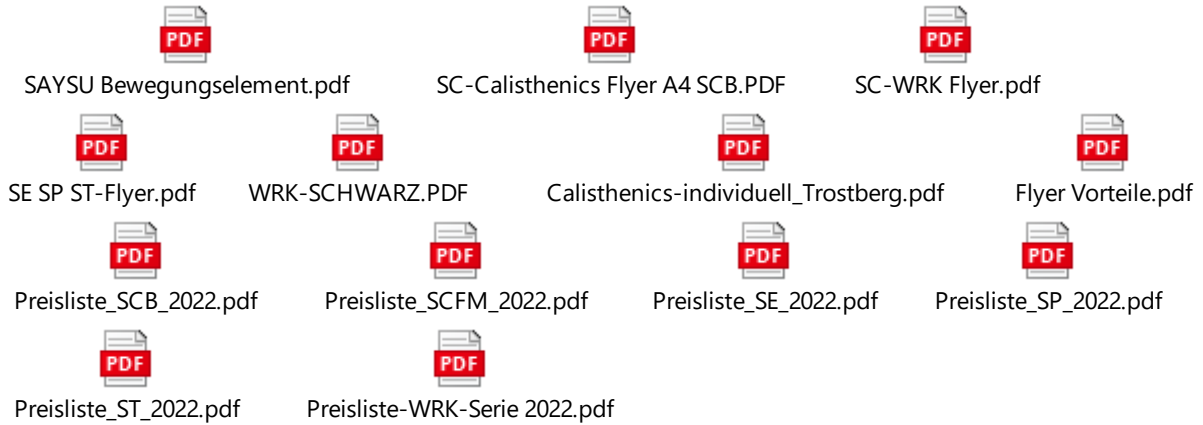 PDF PDF PDF
SAYSU Bewegungselement.pdf SC-Calisthenics Flyer A4 SCB.PDF SC-WRK Flyer.pdf
PDF PDF PDF PDF
SE SP ST-Flyer.pdf WRK-SCHWARZ.PDF Calisthenics-individuell_Trostberg.pdf Flyer Vorteile.pdf
PDF PDF PDF PDF
Preisliste_SCB_2022.pdf Preisliste_SCFM_2022.pdf Preisliste_SE_2022.pdf Preisliste_SP_2022.pdf
PDF PDF
Preisliste_ST_2022.pdf Preisliste-WRK-Serie 2022.pdf